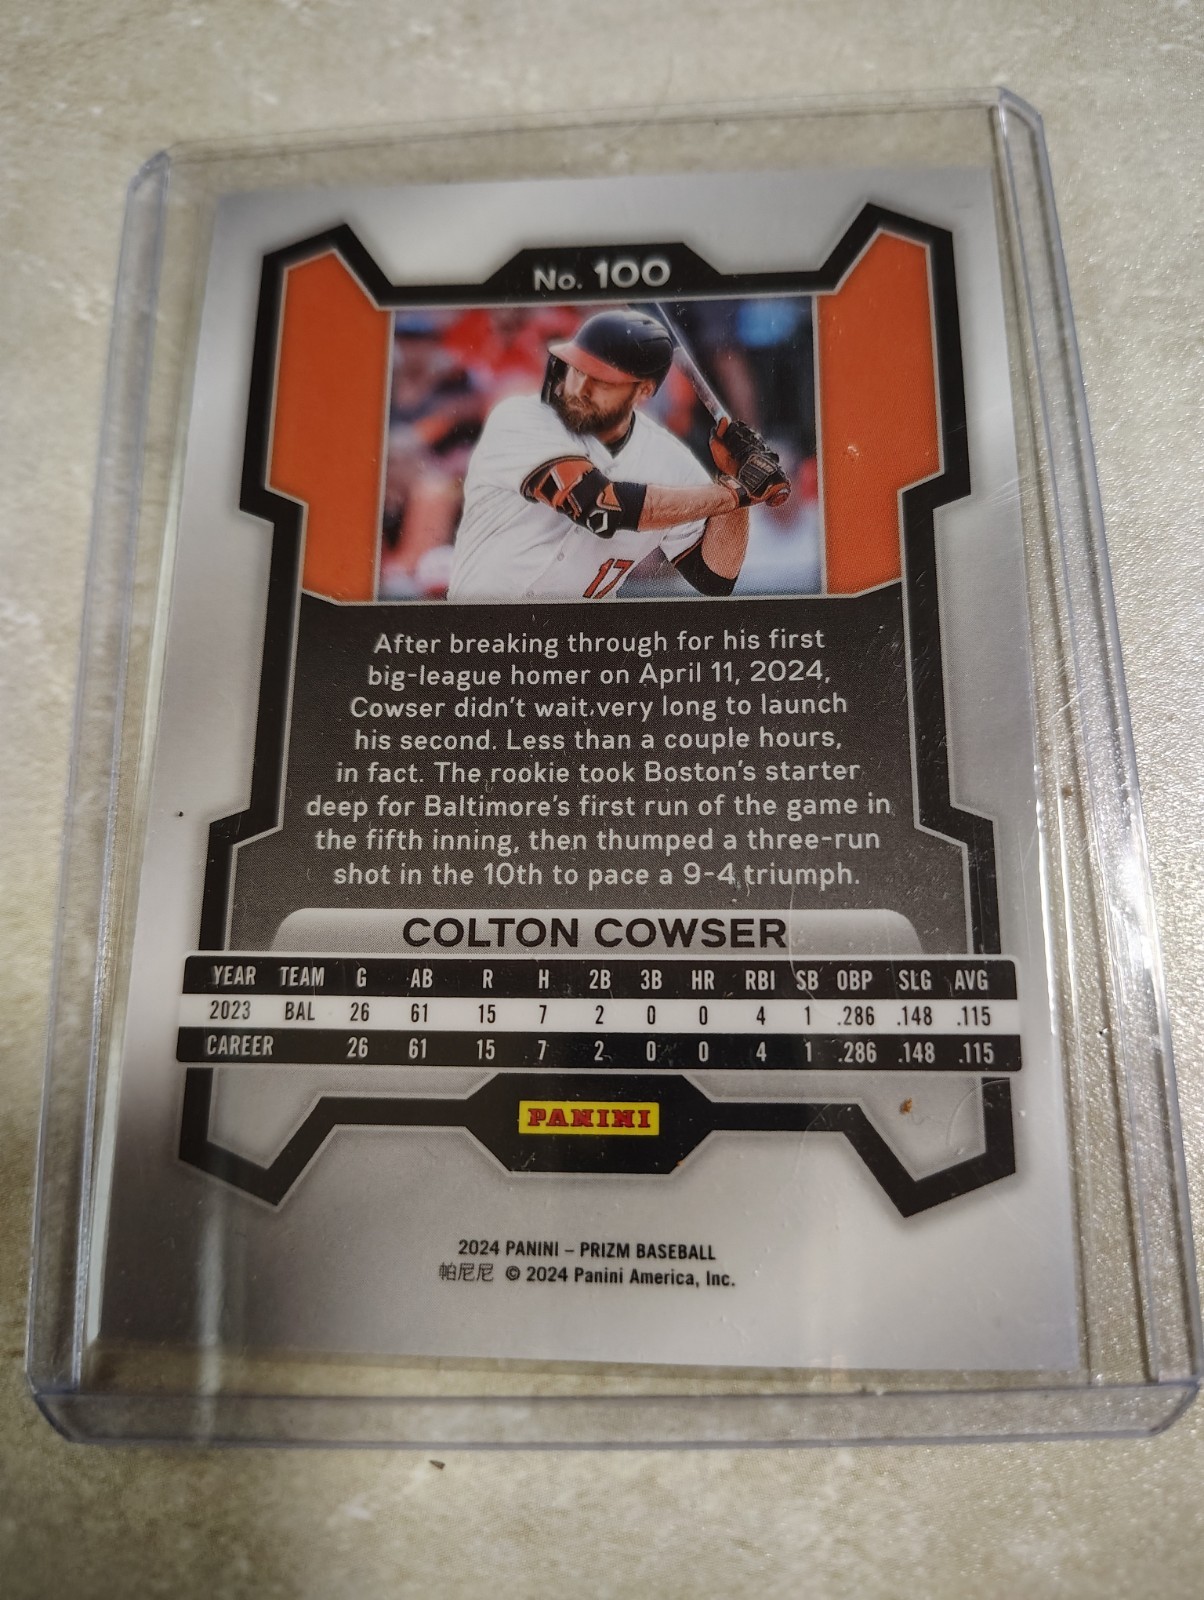 No. 100
17
After breaking through for his first
big-league homer on April 11, 2024,
Cowser didn't wait very long to launch
his second. Less than a couple hours,
in fact. The rookie took Boston's starter
deep for Baltimore's first run of the game in
the fifth inning, then thumped a three-run
shot in the 10th to pace a 9-4 triumph.
COLTON COWSER
YEAR TEAM G AB R H 2B 3B HR RBI SB OBP SLG AVG
2023 BAL 26 61 15 7 2 0 0 4 1 .286 .148 .115
CAREER 26 61 15 7 2 0 0 4 1 .286 .148 .115
PANINI
2024 PANINI – PRIZM BASEBALL
帕尼尼 © 2024 Panini America, Inc.